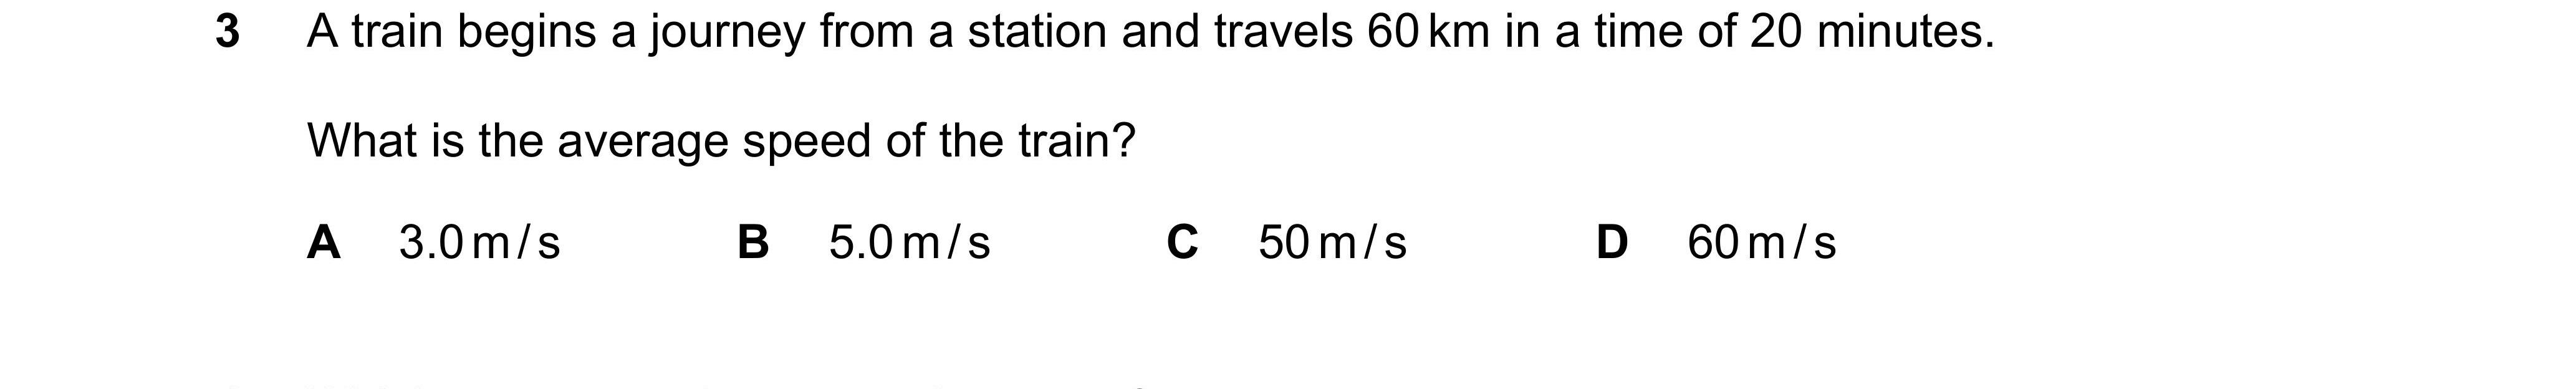 3 A train begins a journey from a station and travels 60 km in a time of 20 minutes.
What is the average speed of the train?
A 3.0 m / s B 5.0 m / s C 50 m / s D 60 m / s